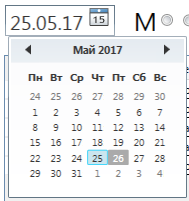 25.05.17 15 М
Май 2017
Пн Вт Ср Чт Пт Сб Вс
24 25 26 27 28 29 30
1 2 3 4 5 6 7
8 9 10 11 12 13 14
15 16 17 18 19 20 21
22 23 24 25 26 27 28
29 30 31 1 2 3 4